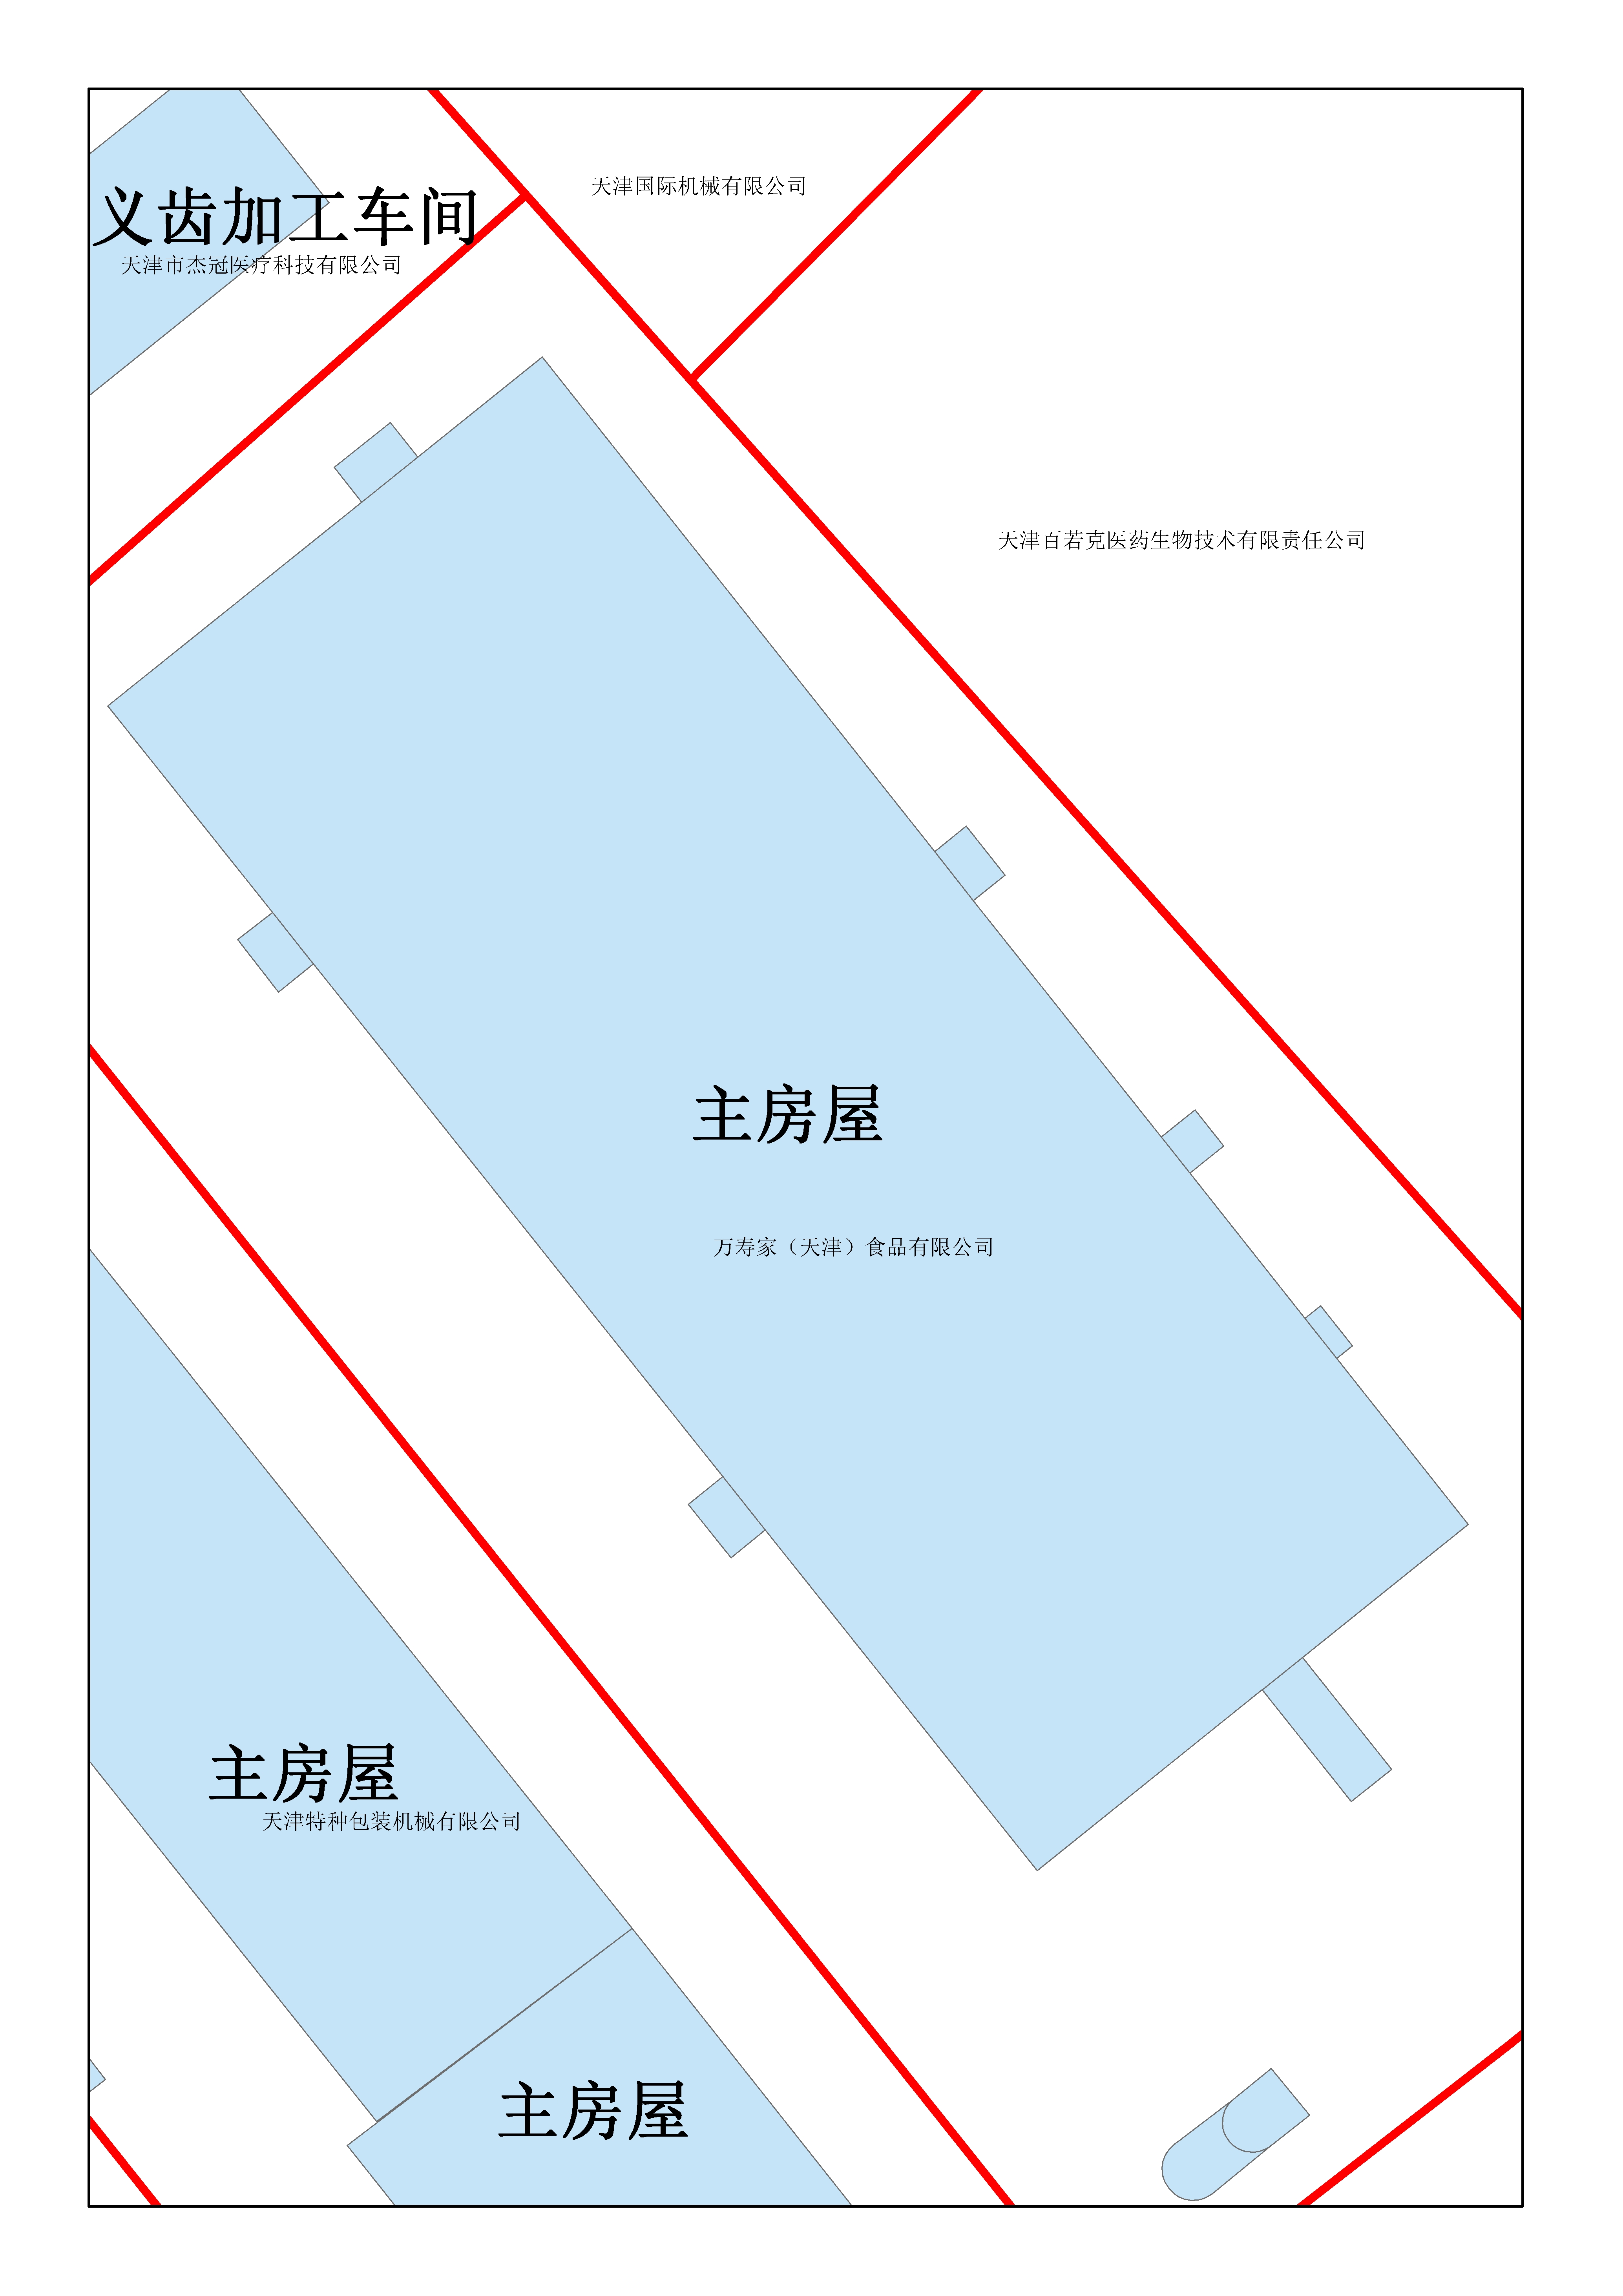 天津国际机械有限公司
义齿加工车间
天津市杰冠医疗科技有限公司
天津百若克医药生物技术有限责任公司
主房屋
万寿家（天津）食品有限公司
主房屋
天津特种包装机械有限公司
主房屋